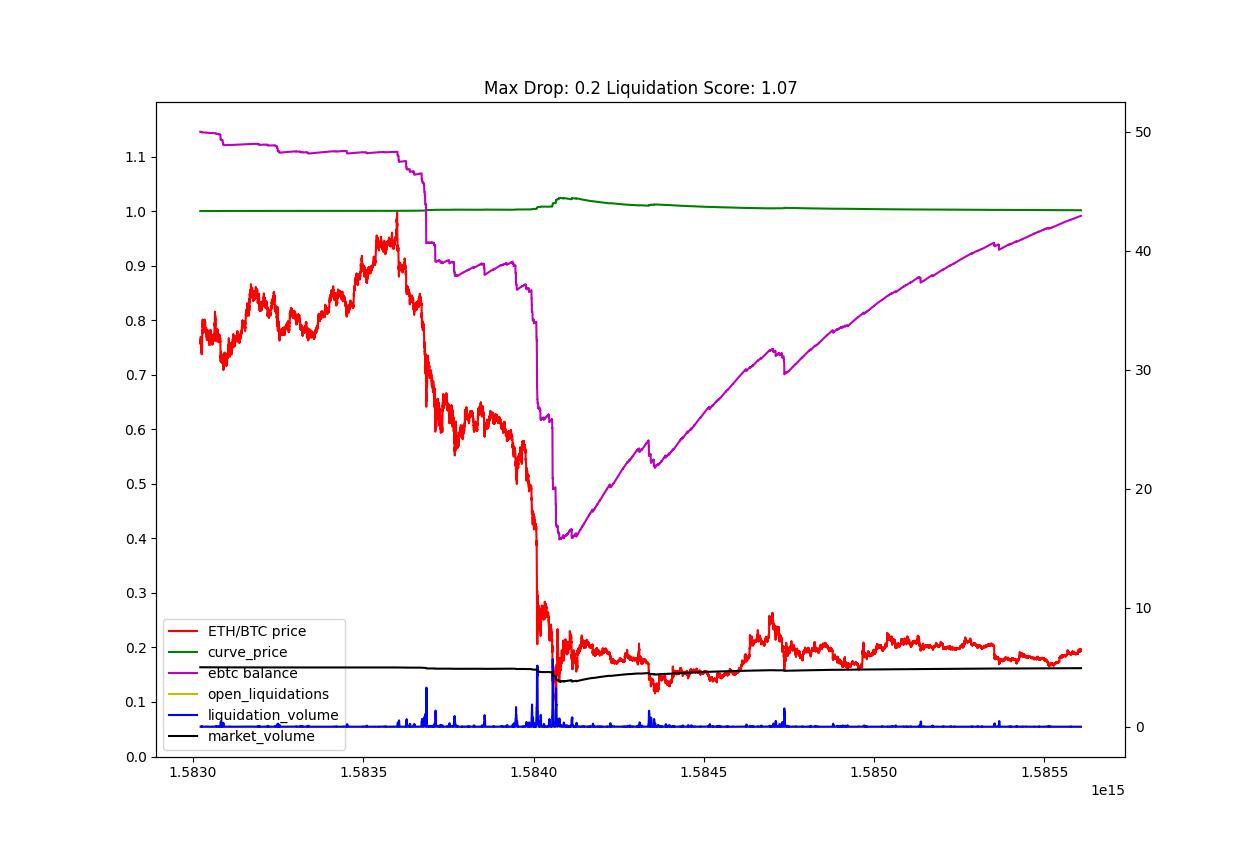 Max Drop: 0.2 Liquidation Score: 1.07
1.1
1.0
0.9
0.8
0.7
0.6
0.5
0.4
0.3
0.2
0.1
0.0
50
40
30
20
10
0
ETH/BTC price
curve_price
ebtc balance
open_liquidations
liquidation_volume
market_volume
1.5830 1.5835 1.5840 1.5845 1.5850 1.5855
1e15